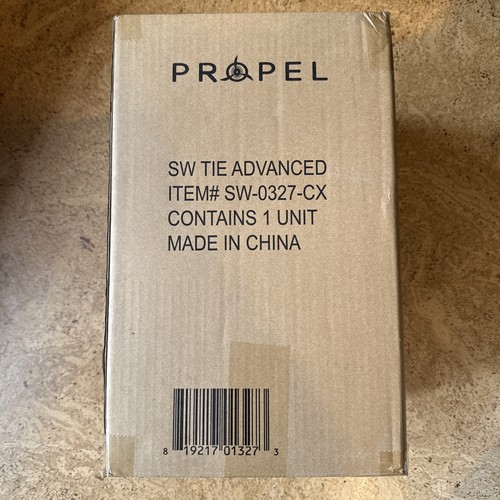 PROPEL
SW TIE ADVANCED
ITEM# SW-0327-CX
CONTAINS 1 UNIT
MADE IN CHINA
8 19217 01327 3